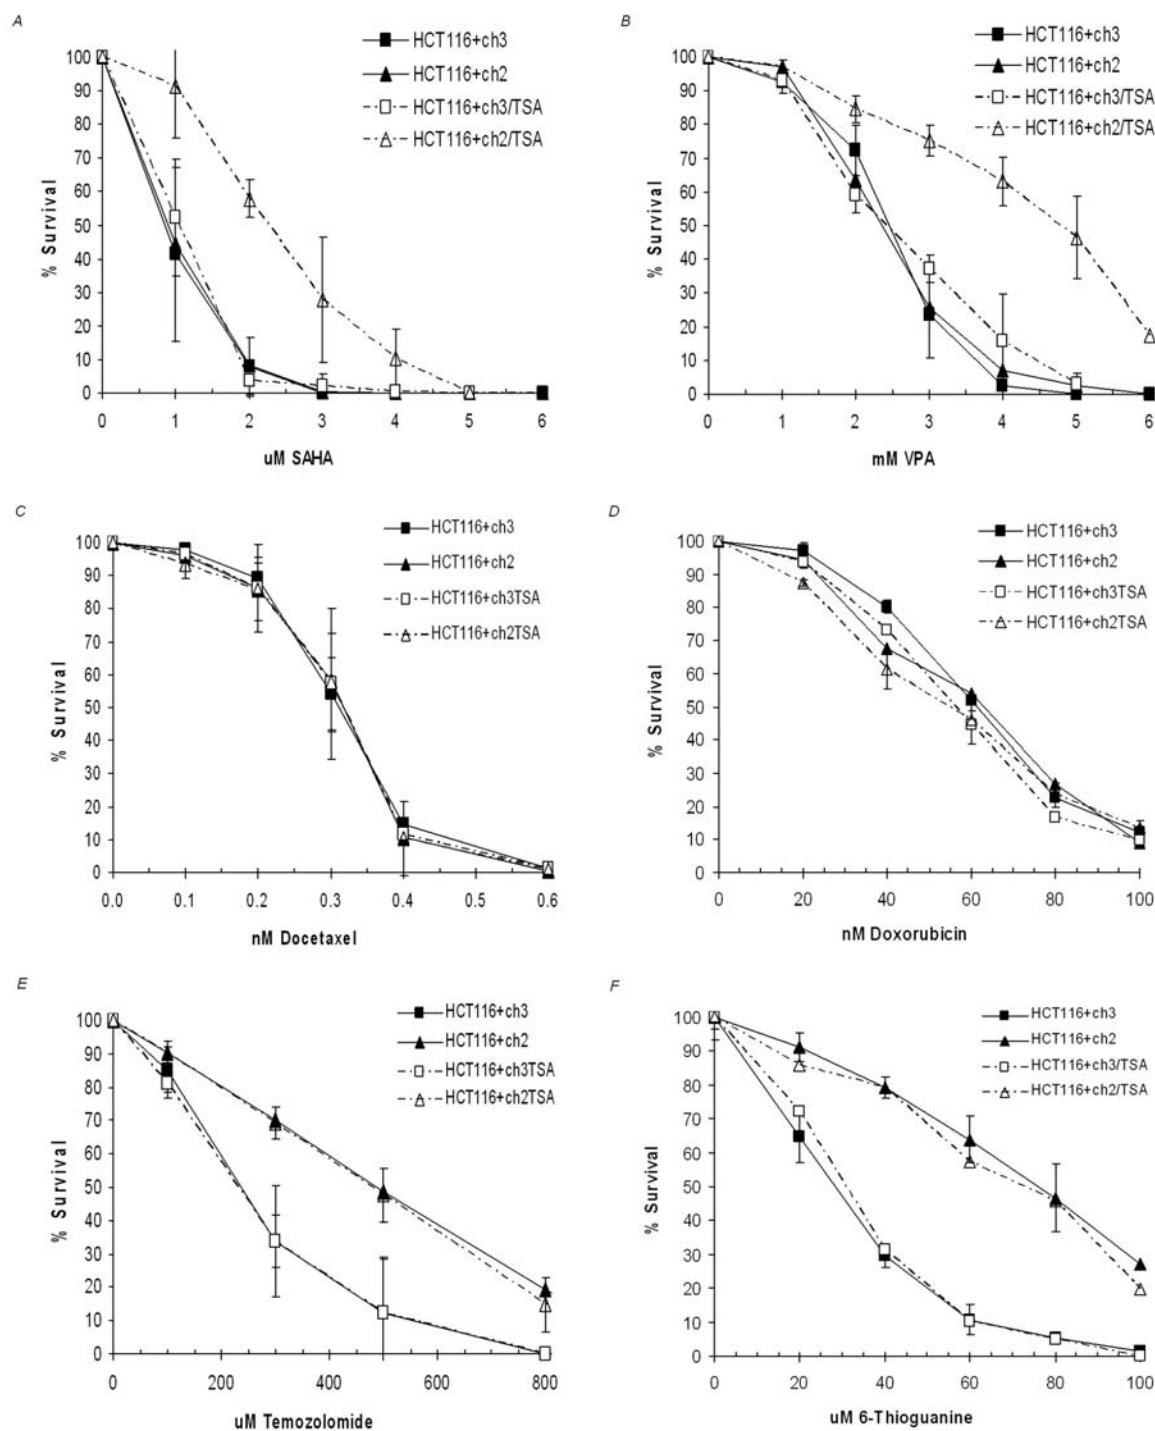 A
HCT116+ch3
HCT116+ch2
HCT116+ch3/TSA
HCT116+ch2/TSA
% Survival
100
90
80
70
60
50
40
30
20
10
0
0 1 2 3 4 5 6
uM SAHA
B
HCT116+ch3
HCT116+ch2
HCT116+ch3/TSA
HCT116+ch2/TSA
% Survival
100
90
80
70
60
50
40
30
20
10
0
0 1 2 3 4 5 6
mM VPA
C
HCT116+ch3
HCT116+ch2
HCT116+ch3TSA
HCT116+ch2TSA
% Survival
100
90
80
70
60
50
40
30
20
10
0
0.0 0.1 0.2 0.3 0.4 0.5 0.6
nM Docetaxel
D
HCT116+ch3
HCT116+ch2
HCT116+ch3TSA
HCT116+ch2TSA
% Survival
100
90
80
70
60
50
40
30
20
10
0
0 20 40 60 80 100
nM Doxorubicin
E
HCT116+ch3
HCT116+ch2
HCT116+ch3TSA
HCT116+ch2TSA
% Survival
100
90
80
70
60
50
40
30
20
10
0
0 200 400 600 800
uM Temozolomide
F
HCT116+ch3
HCT116+ch2
HCT116+ch3/TSA
HCT116+ch2/TSA
% Survival
100
90
80
70
60
50
40
30
20
10
0
0 20 40 60 80 100
uM 6-Thioguanine